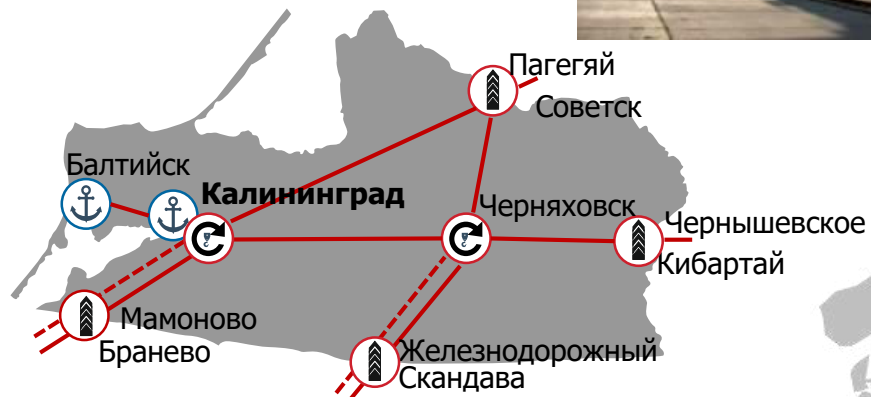 Пагегяй
Советск
Балтийск
Калининград
Черняховск
Чернышевское
Кибартай
Мамоново
Бранево
Железнодорожный
Скандава